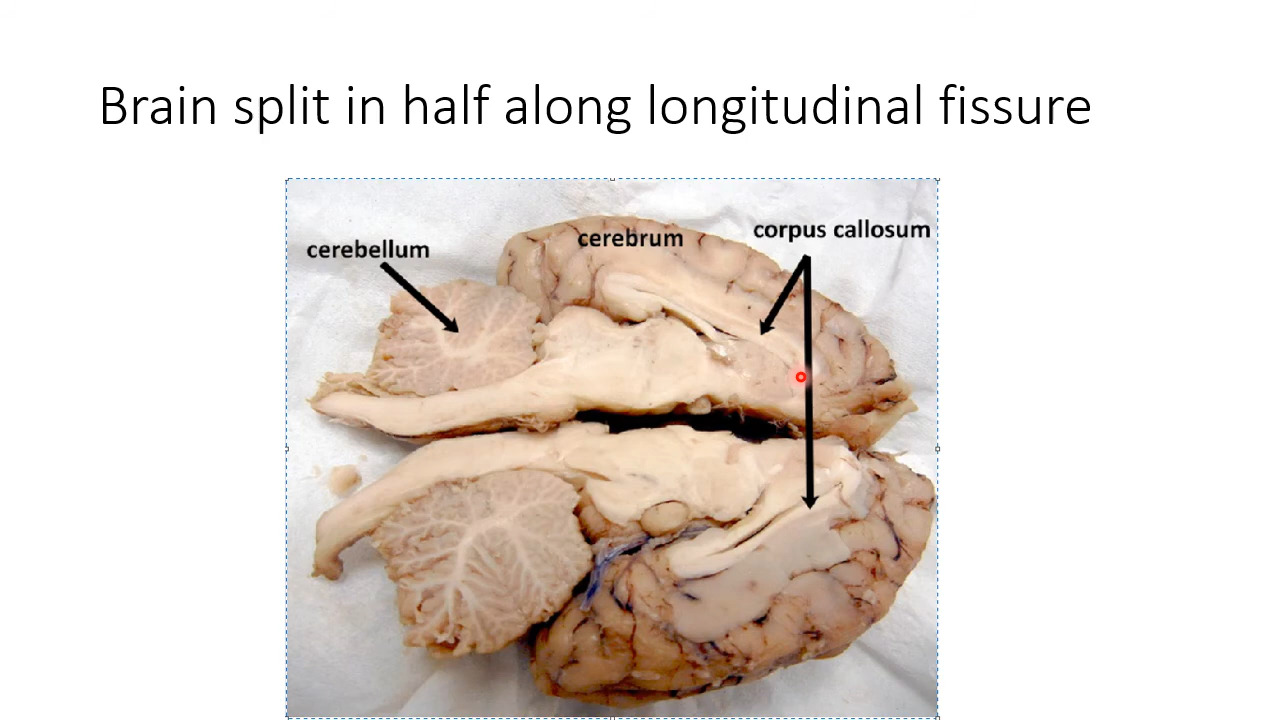 Brain split in half along longitudinal fissure
cerebellum
cerebrum
corpus callosum